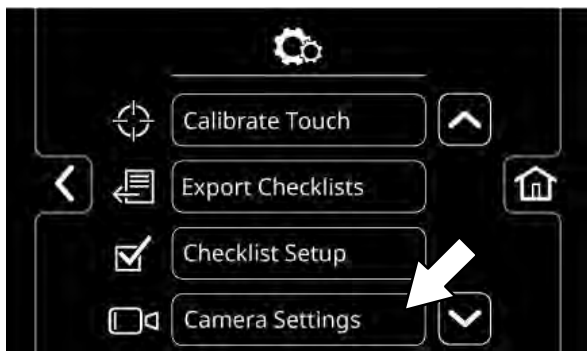 Calibrate Touch
Export Checklists
Checklist Setup
Camera Settings